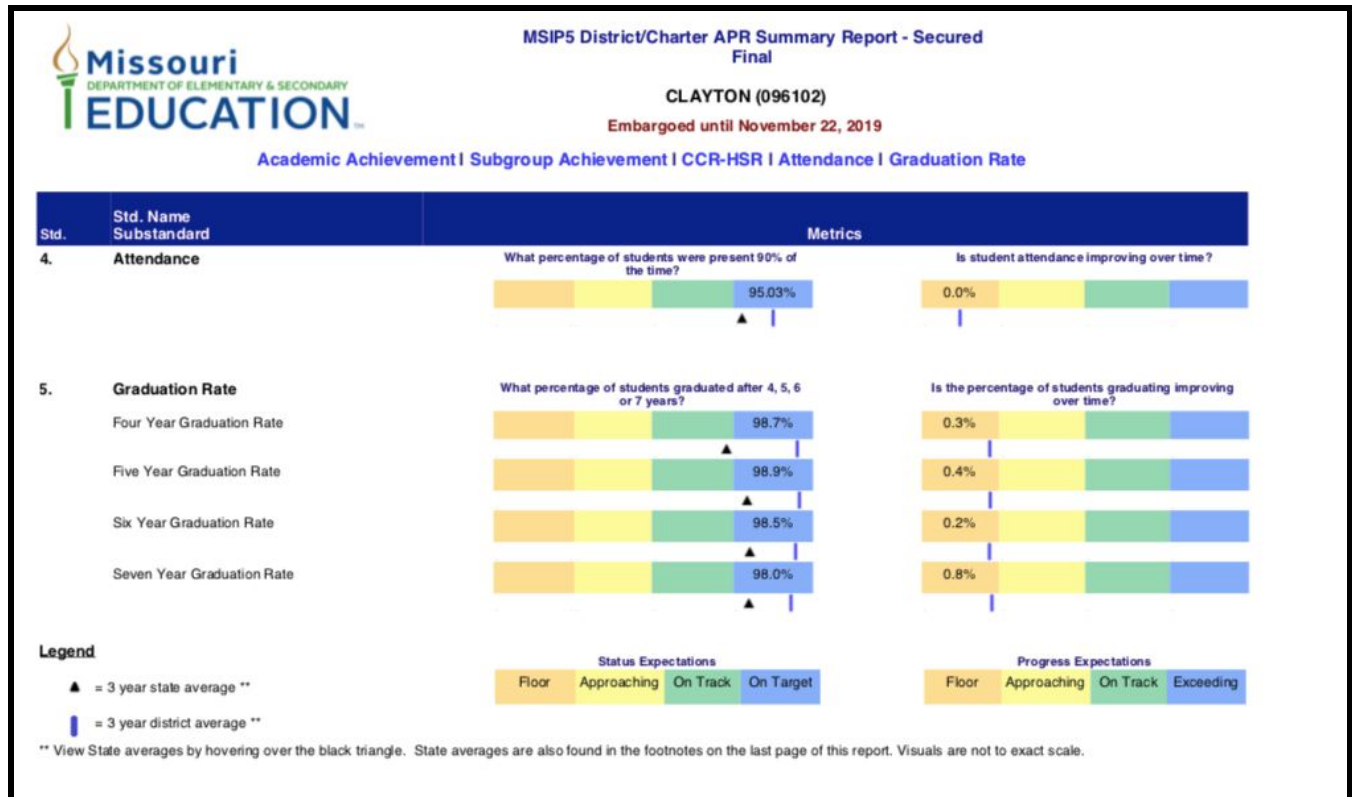 Missouri
DEPARTMENT OF ELEMENTARY & SECONDARY
EDUCATION™
MSIP5 District/Charter APR Summary Report - Secured
Final
CLAYTON (096102)
Embargoed until November 22, 2019
Academic Achievement I Subgroup Achievement I CCR-HSR I Attendance I Graduation Rate
Std.
Std. Name
Substandard
Metrics
4.
Attendance
What percentage of students were present 90% of
the time?
Is student attendance improving over time?
95.03%
0.0%
5.
Graduation Rate
What percentage of students graduated after 4, 5, 6
or 7 years?
Is the percentage of students graduating improving
over time?
Four Year Graduation Rate
98.7%
0.3%
Five Year Graduation Rate
98.9%
0.4%
Six Year Graduation Rate
98.5%
0.2%
Seven Year Graduation Rate
98.0%
0.8%
Legend
= 3 year state average **
= 3 year district average **
Status Expectations
Floor Approaching On Track On Target
Progress Expectations
Floor Approaching On Track Exceeding
** View State averages by hovering over the black triangle. State averages are also found in the footnotes on the last page of this report. Visuals are not to exact scale.